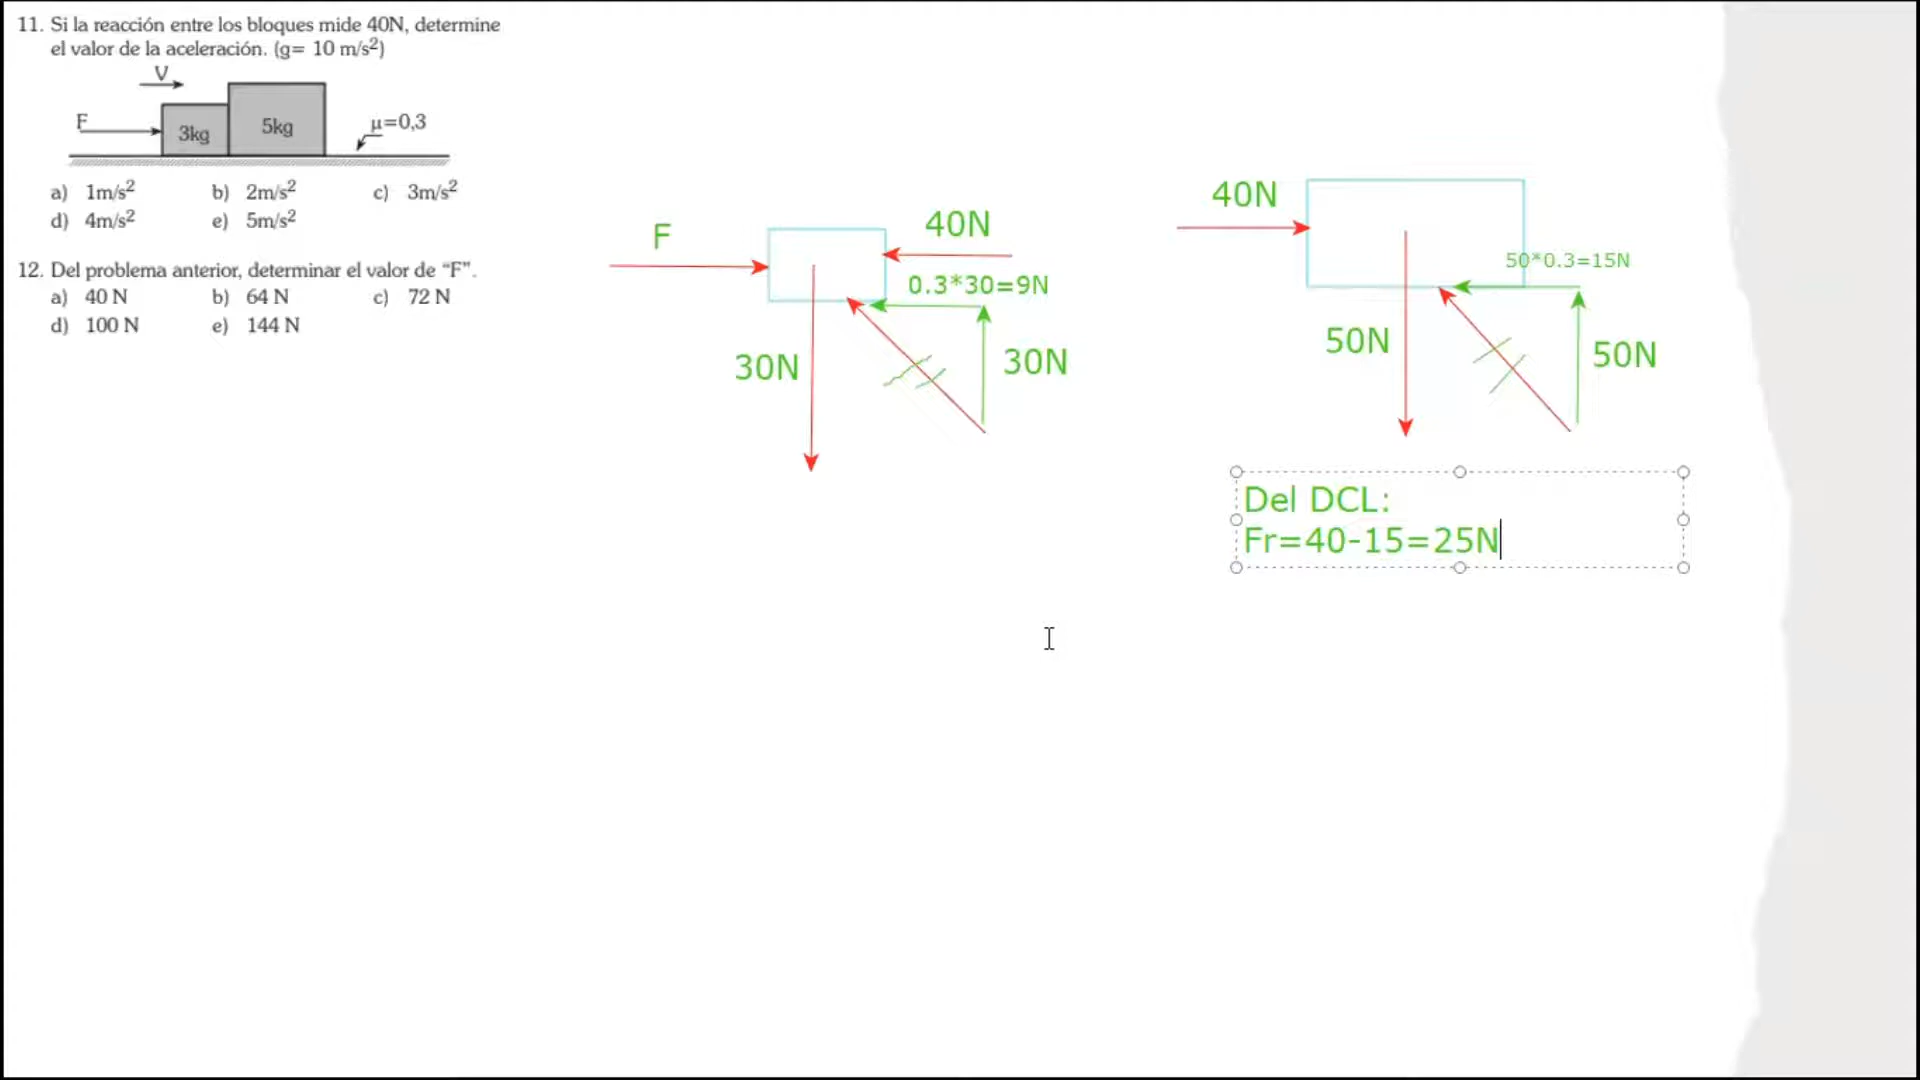 11. Si la reacción entre los bloques mide 40N, determine
el valor de la aceleración. (g= 10 m/s²)
V
F
3kg
5kg
μ=0,3
a) 1m/s² b) 2m/s² c) 3m/s²
d) 4m/s² e) 5m/s²
12. Del problema anterior, determinar el valor de “F”.
a) 40 N b) 64 N c) 72 N
d) 100 N e) 144 N
F
40N
0.3*30=9N
30N
30N
40N
50*0.3=15N
50N
50N
Del DCL:
Fr=40-15=25N